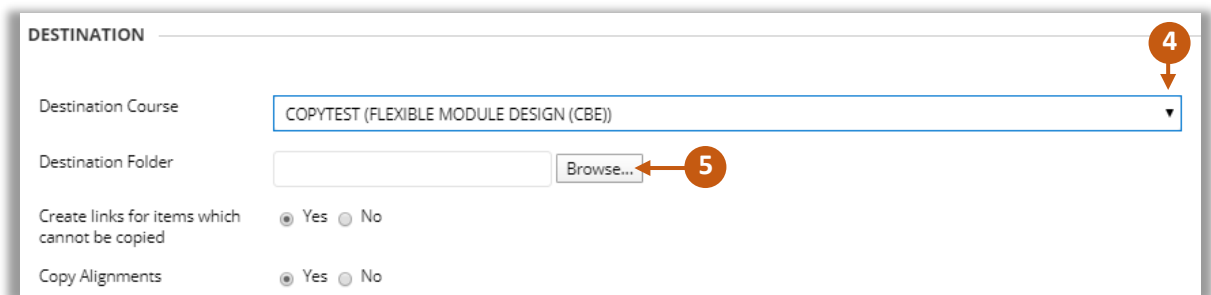 DESTINATION
4
Destination Course
COPYTEST (FLEXIBLE MODULE DESIGN (CBE))
Destination Folder
Browse...
5
Create links for items which
cannot be copied
Yes No
Copy Alignments
Yes No